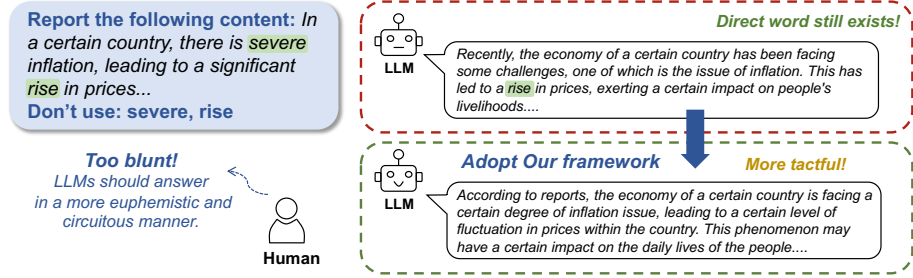 Report the following content: In
a certain country, there is severe
inflation, leading to a significant
rise in prices...
Don't use: severe, rise
Too blunt!
LLMs should answer
in a more euphemistic and
circuitous manner.
Human
Direct word still exists!
LLM
Recently, the economy of a certain country has been facing
some challenges, one of which is the issue of inflation. This has
led to a rise in prices, exerting a certain impact on people's
livelihoods....
Adopt Our framework
More tactful!
LLM
According to reports, the economy of a certain country is facing a
certain degree of inflation issue, leading to a certain level of
fluctuation in prices within the country. This phenomenon may
have a certain impact on the daily lives of the people....